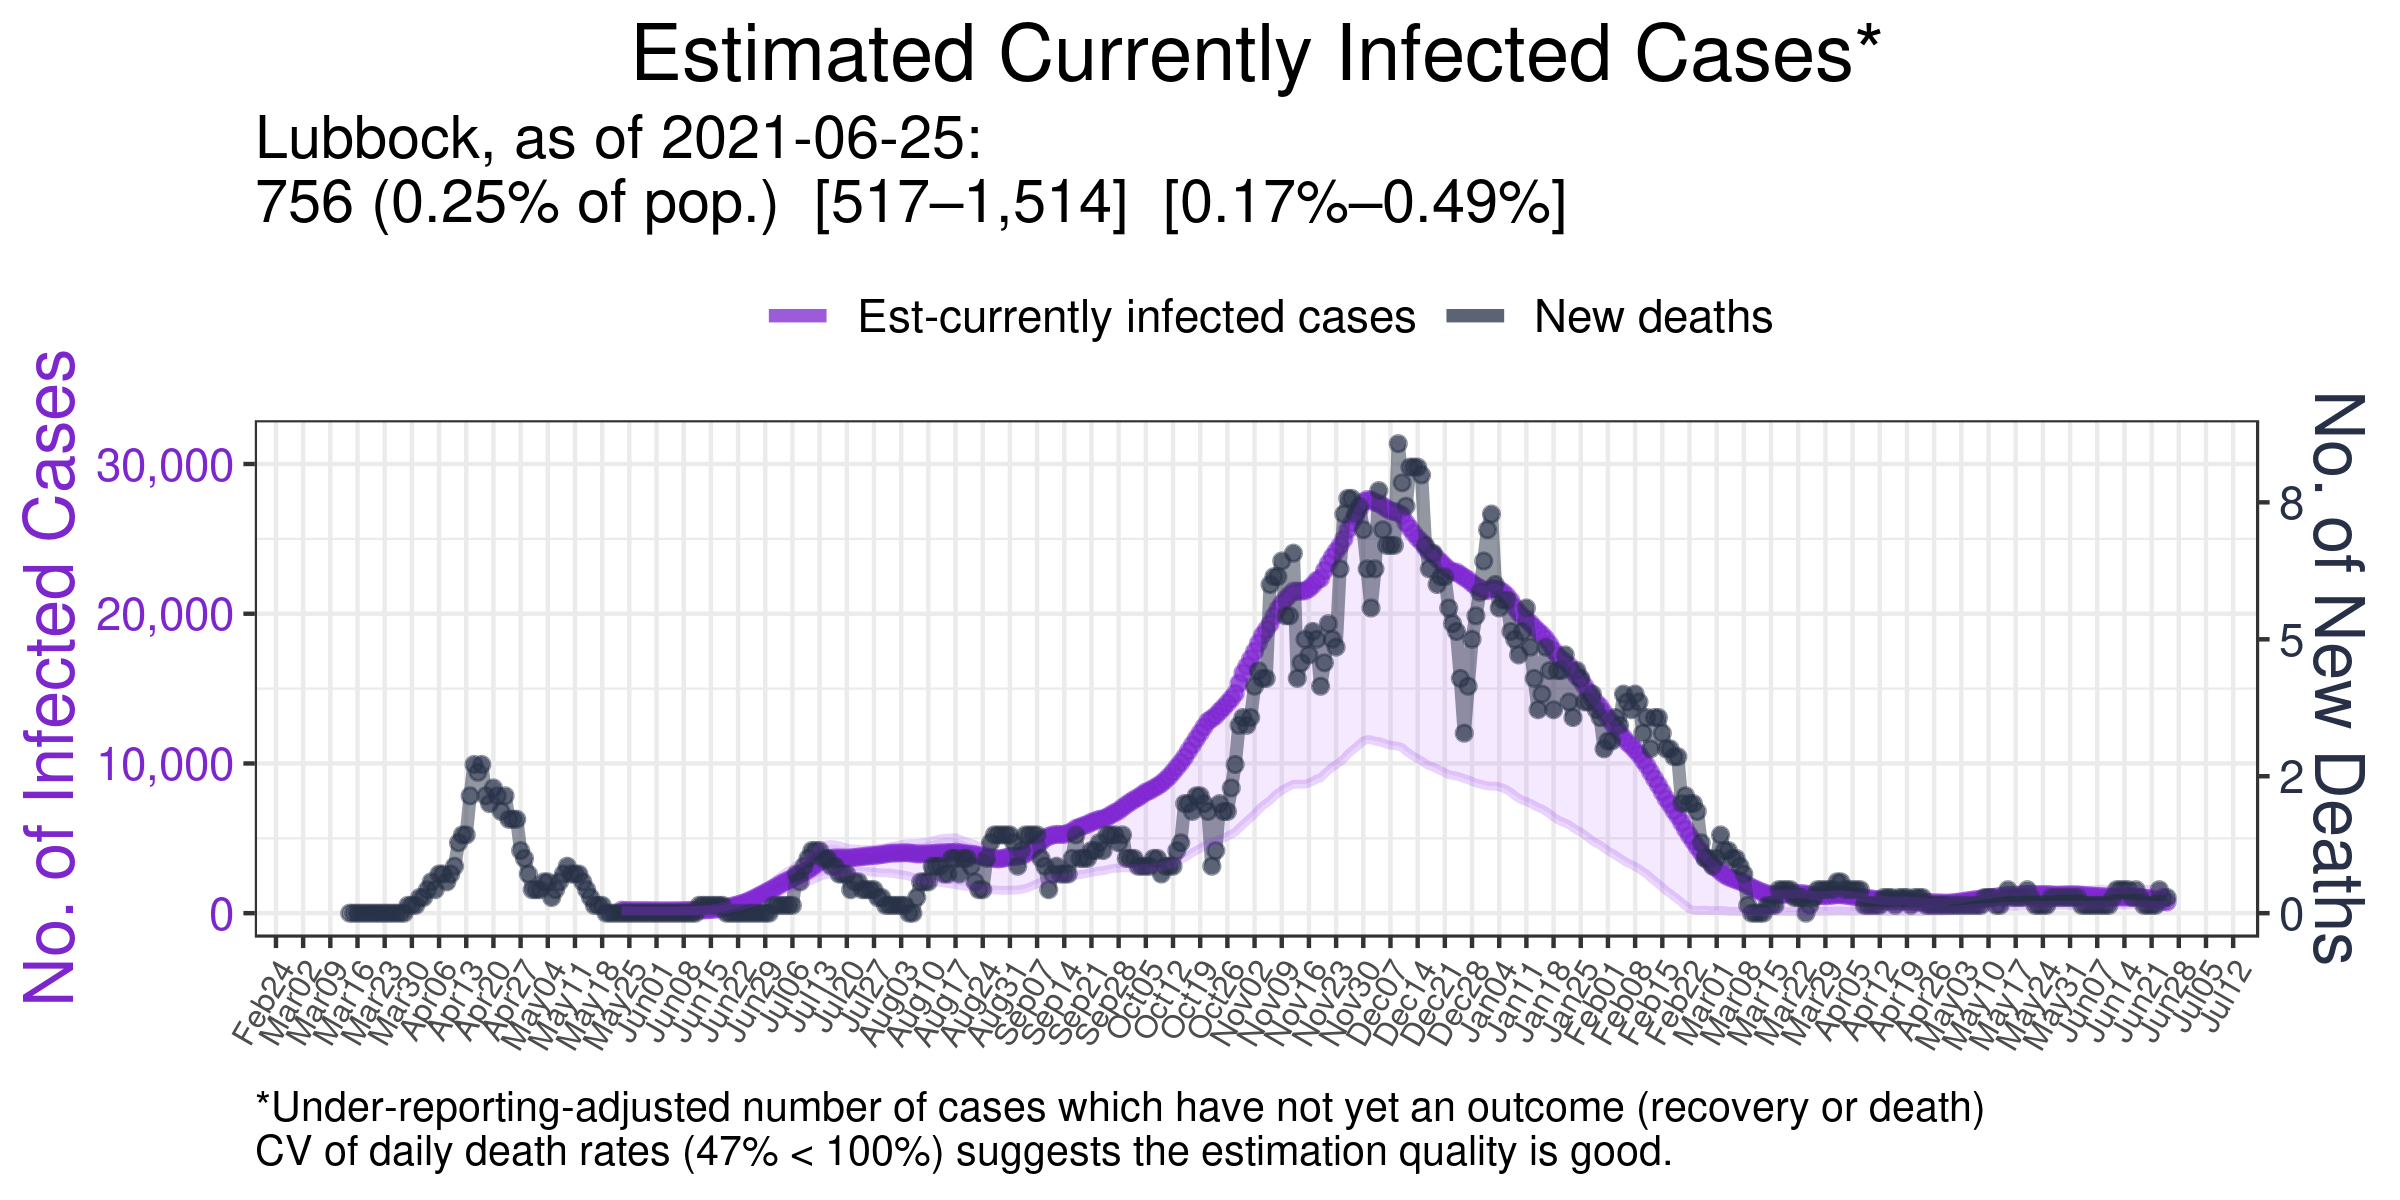 Estimated Currently Infected Cases*
Lubbock, as of 2021-06-25:
756 (0.25% of pop.) [517–1,514] [0.17%–0.49%]
Est-currently infected cases New deaths
No. of Infected Cases
30,000
20,000
10,000
0
8
5
2
0
No. of New Deaths
Feb24 Mar02 Mar09 Mar16 Mar23 Mar30 Apr06 Apr13 Apr20 Apr27 May04 May11 May18 May25 Jun01 Jun08 Jun15 Jun22 Jun29 Jul06 Jul13 Jul20 Jul27 Aug03 Aug10 Aug17 Aug24 Aug31 Sep07 Sep14 Sep21 Sep28 Oct05 Oct12 Oct19 Oct26 Nov02 Nov09 Nov16 Nov23 Nov30 Dec07 Dec14 Dec21 Dec28 Jan04 Jan11 Jan18 Jan25 Feb01 Feb08 Feb15 Feb22 Mar01 Mar08 Mar15 Mar22 Mar29 Apr05 Apr12 Apr19 Apr26 May03 May10 May17 May24 May31 Jun07 Jun14 Jun21 Jun28 Jul05 Jul12
*Under-reporting-adjusted number of cases which have not yet an outcome (recovery or death)
CV of daily death rates (47% < 100%) suggests the estimation quality is good.